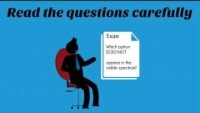 Read the questions carefully
Exam
Which option
DOES NOT
appear in the
visible spectrum?